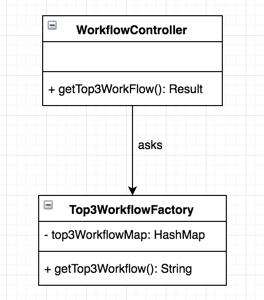 WorkflowController
+ getTop3WorkFlow(): Result
asks
Top3WorkflowFactory
- top3WorkflowMap: HashMap
+ getTop3Workflow(): String